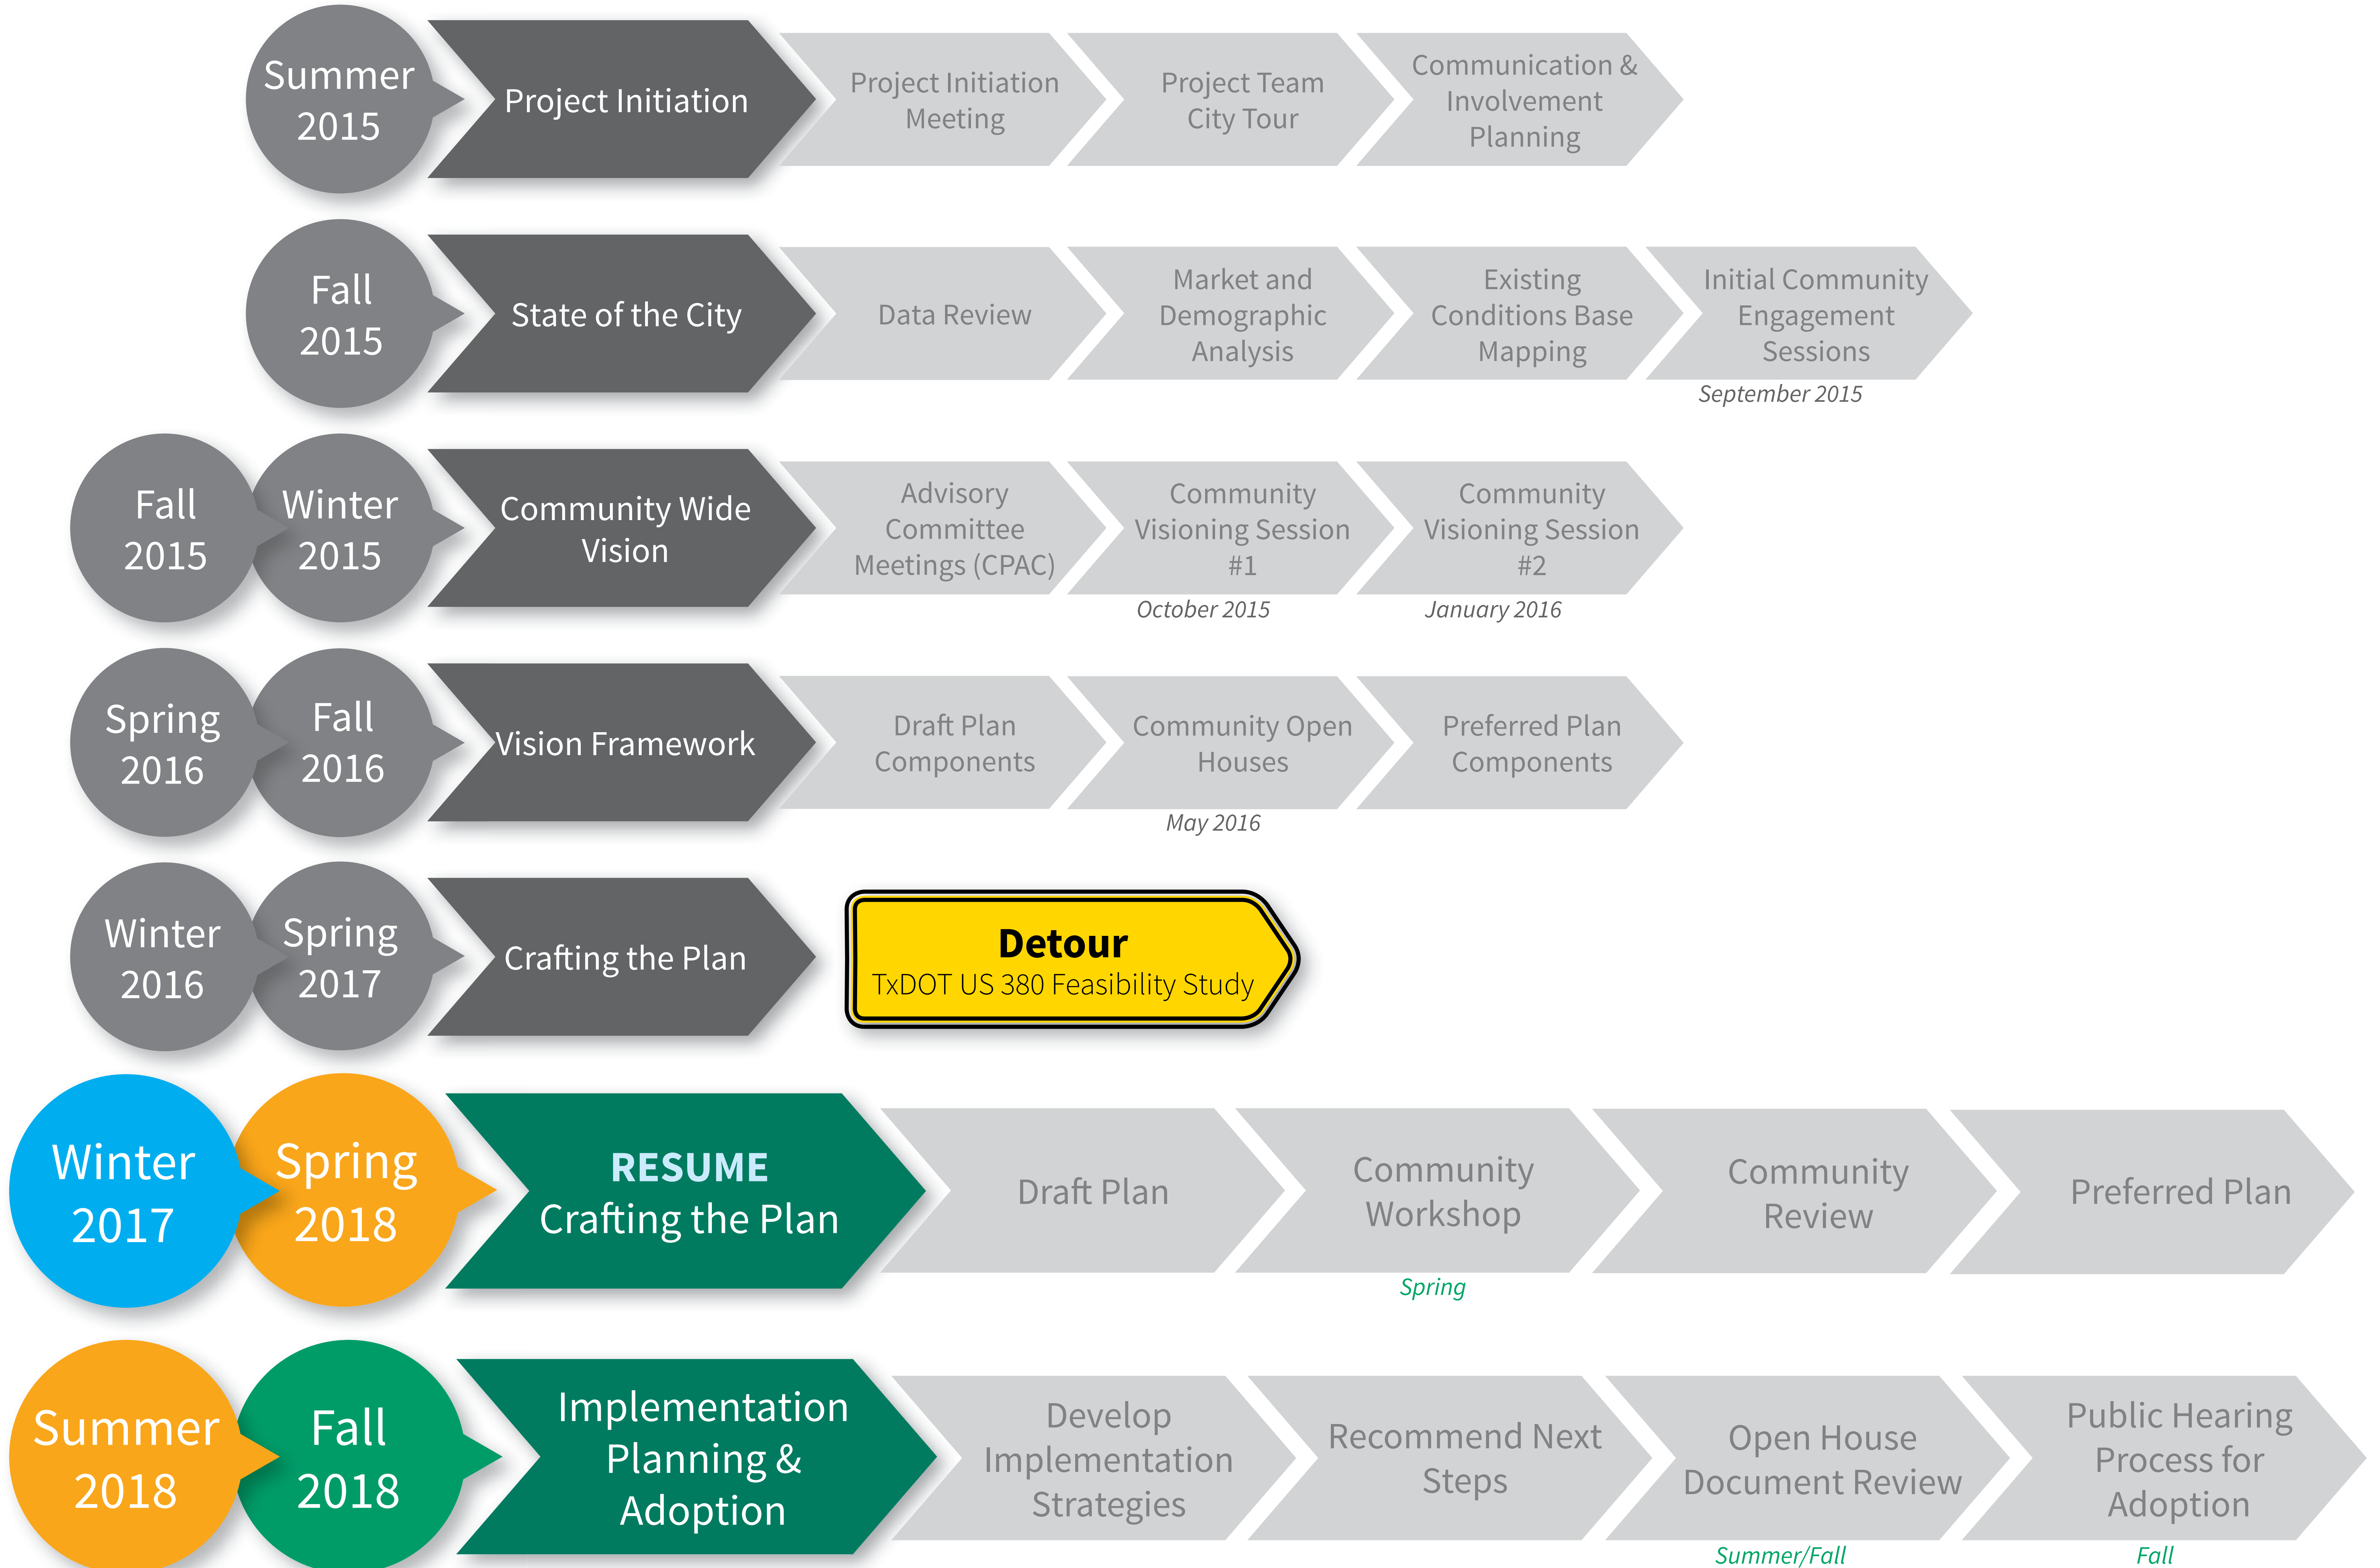 Summer
2015
Project Initiation
Project Initiation
Meeting
Project Team
City Tour
Communication &
Involvement
Planning
Fall
2015
State of the City
Data Review
Market and
Demographic
Analysis
Existing
Conditions Base
Mapping
Initial Community
Engagement
Sessions
September 2015
Fall
2015
Winter
2015
Community Wide
Vision
Advisory
Committee
Meetings (CPAC)
Community
Visioning Session
#1
October 2015
Community
Visioning Session
#2
January 2016
Spring
2016
Fall
2016
Vision Framework
Draft Plan
Components
Community Open
Houses
May 2016
Preferred Plan
Components
Winter
2016
Spring
2017
Crafting the Plan
Detour
TxDOT US 380 Feasibility Study
Winter
2017
Spring
2018
RESUME
Crafting the Plan
Draft Plan
Community
Workshop
Spring
Community
Review
Preferred Plan
Summer
2018
Fall
2018
Implementation
Planning &
Adoption
Develop
Implementation
Strategies
Recommend Next
Steps
Open House
Document Review
Summer/Fall
Public Hearing
Process for
Adoption
Fall